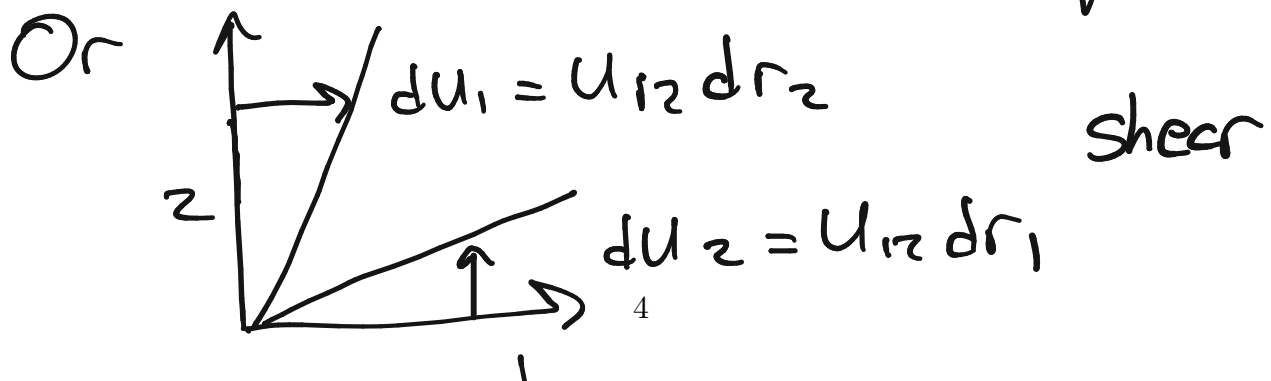 Or
du₁ = u₁₂ dr₂
shear
2
du₂ = u₁₂ dr₁
4
1